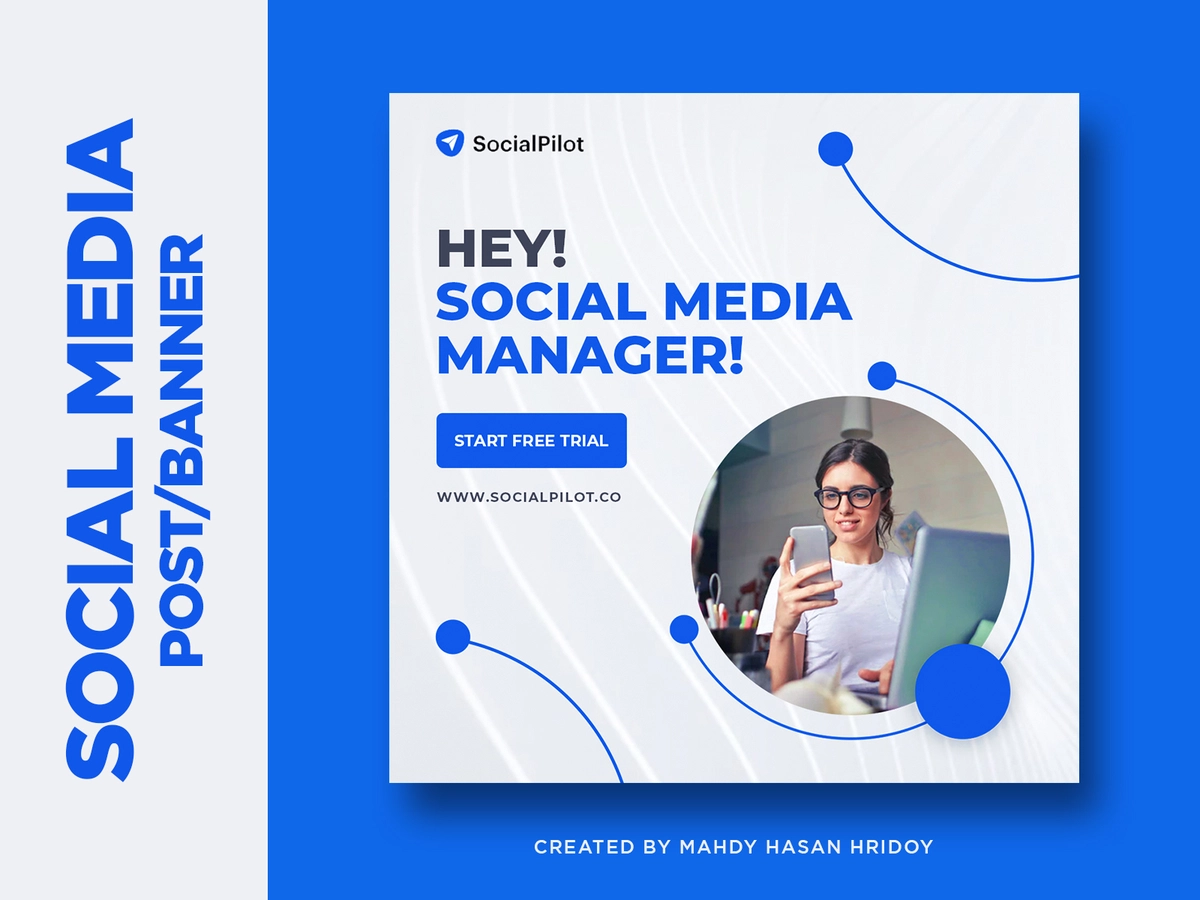 SOCIAL MEDIA
POST/BANNER
SocialPilot
HEY!
SOCIAL MEDIA
MANAGER!
START FREE TRIAL
WWW.SOCIALPILOT.CO
CREATED BY MAHDY HASAN HRIDOY